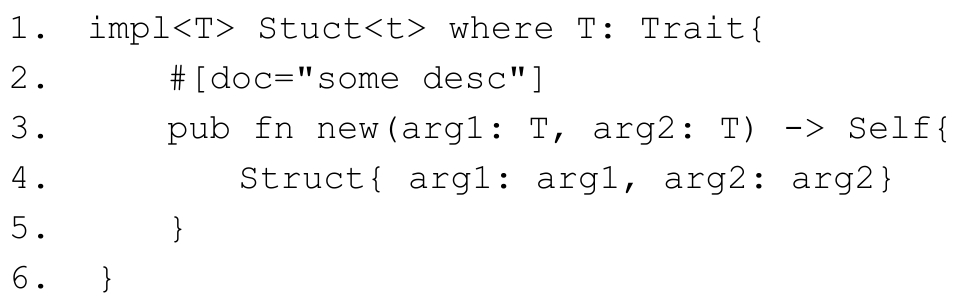 1. impl<T> Stuct<t> where T: Trait{
2. #[doc="some desc"]
3. pub fn new(arg1: T, arg2: T) -> Self{
4. Struct{ arg1: arg1, arg2: arg2}
5. }
6. }